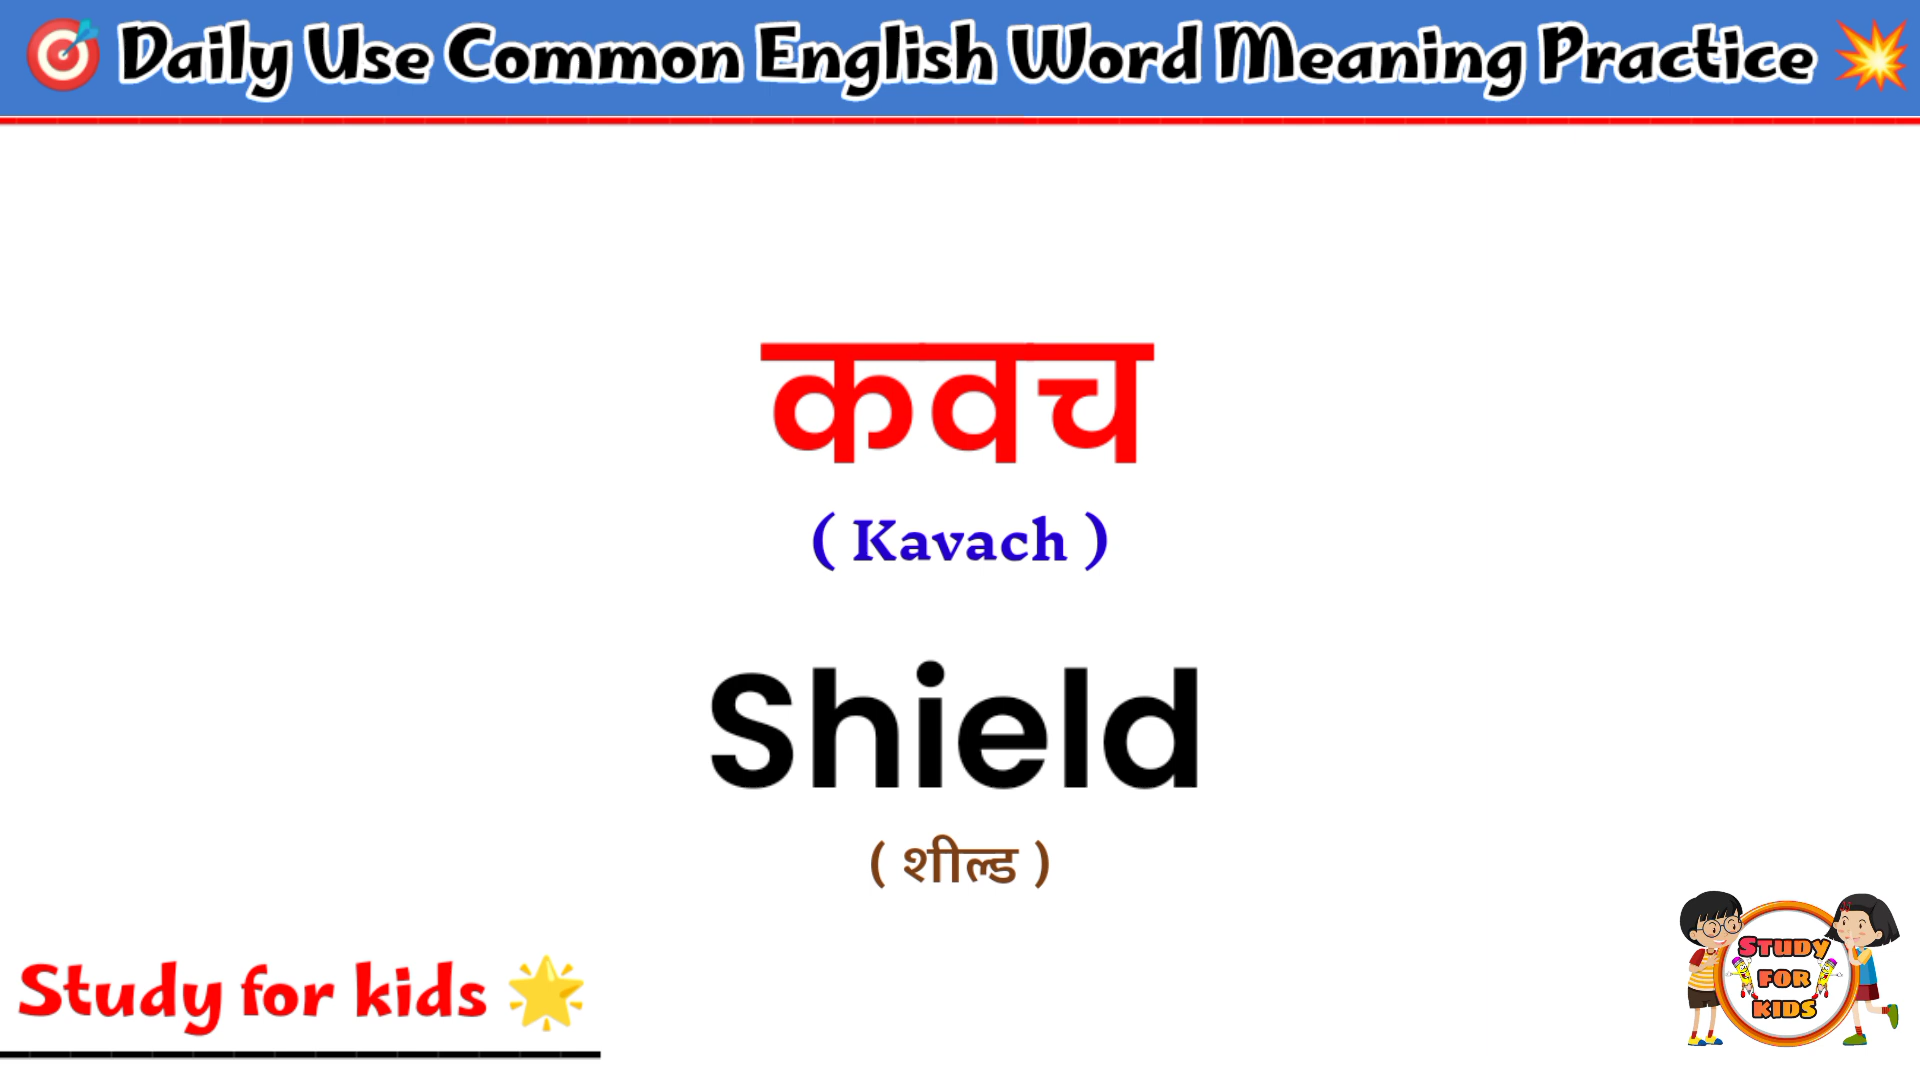 🎯 Daily Use Common English Word Meaning Practice 💥
कवच
( Kavach )
Shield
( शील्ड )
Study for kids 🌟
STUDY
FOR
KIDS